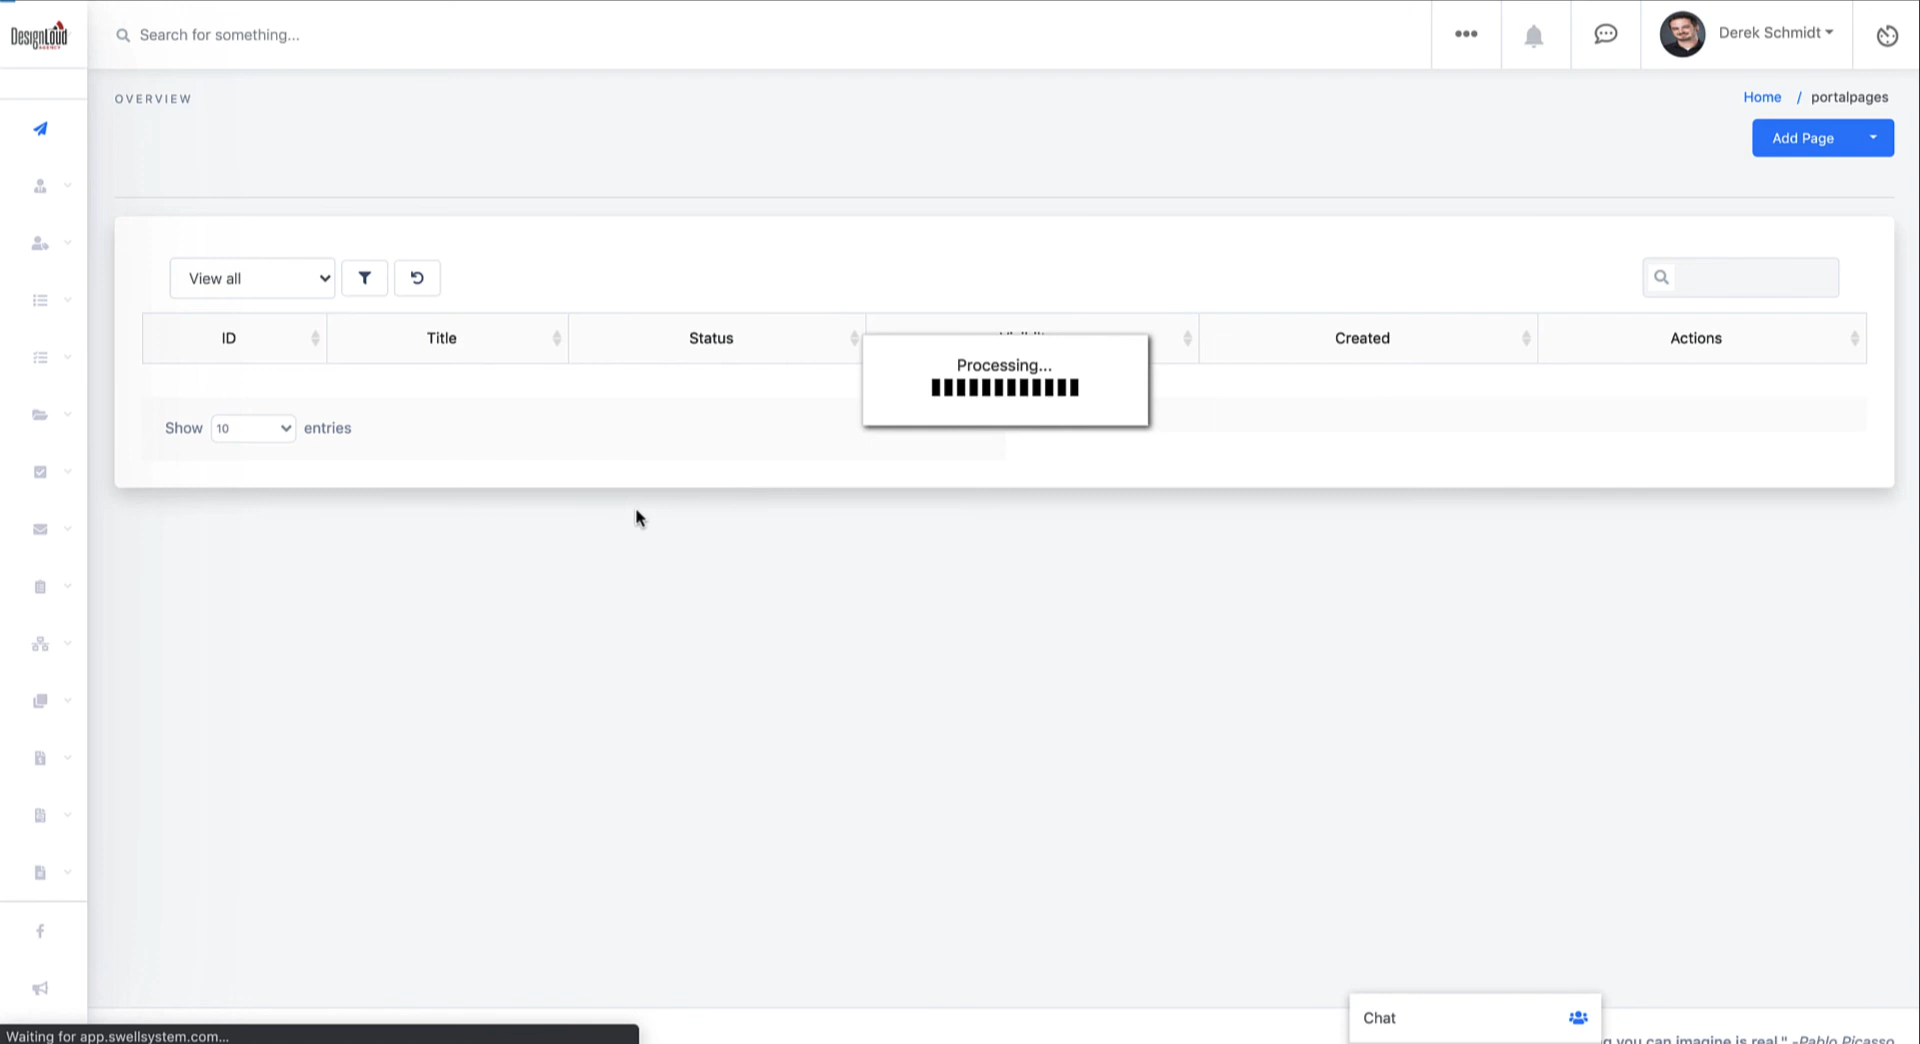 DesignLoud
AGENCY
Search for something...
Derek Schmidt
OVERVIEW
Home / portalpages
Add Page
View all
ID Title Status Created Actions
Processing...
Show 10 entries
Chat
Waiting for app.swellsystem.com...
you can imagine is real." -Pablo Picasso